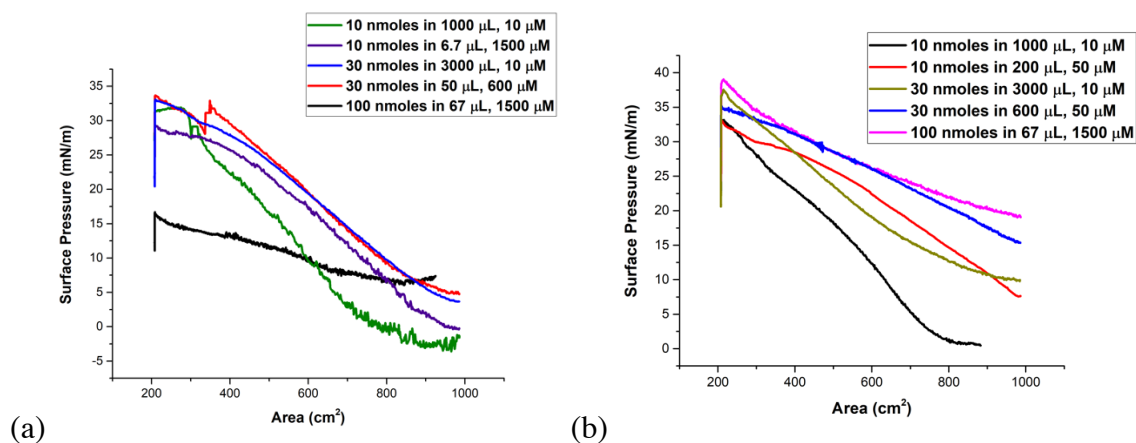 10 nmoles in 1000 μL, 10 μM
10 nmoles in 6.7 μL, 1500 μM
30 nmoles in 3000 μL, 10 μM
30 nmoles in 50 μL, 600 μM
100 nmoles in 67 μL, 1500 μM
35
30
25
20
15
10
5
0
-5
Surface Pressure (mN/m)
200 400 600 800 1000
Area (cm²)
(a)
10 nmoles in 1000 μL, 10 μM
10 nmoles in 200 μL, 50 μM
30 nmoles in 3000 μL, 10 μM
30 nmoles in 600 μL, 50 μM
100 nmoles in 67 μL, 1500 μM
40
35
30
25
20
15
10
5
0
Surface Pressure (mN/m)
200 400 600 800 1000
Area (cm²)
(b)